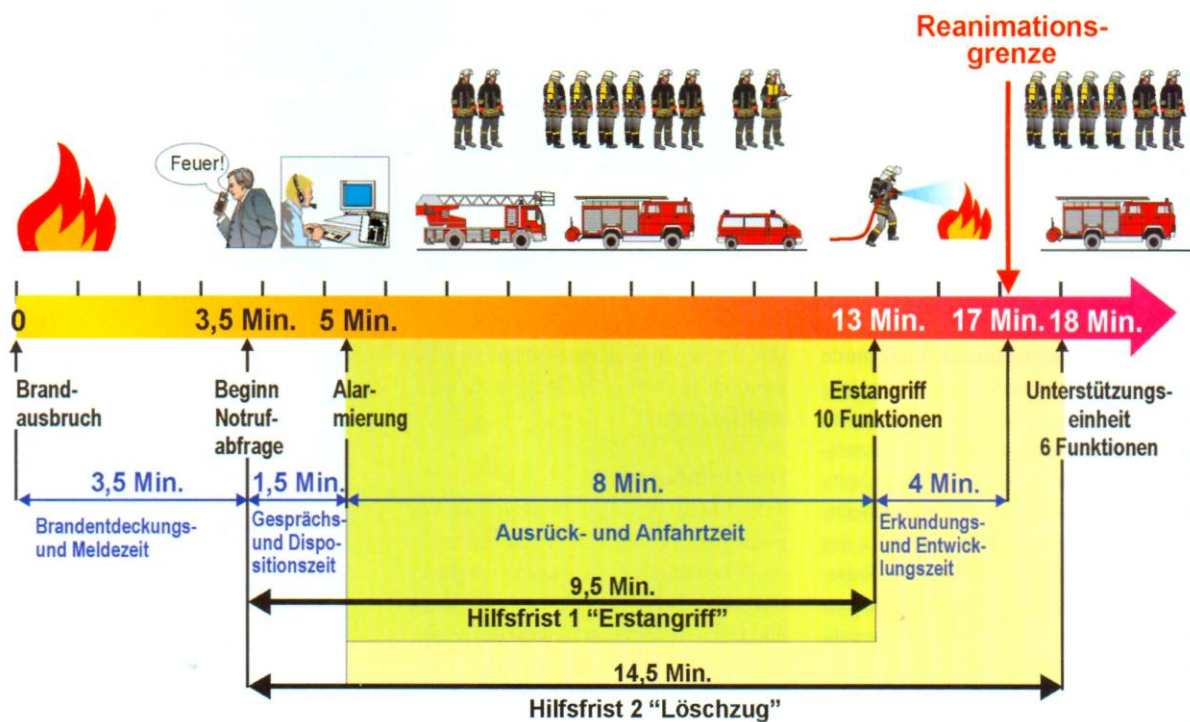 Reanimations-
grenze
Feuer!
0
3,5 Min.
5 Min.
13 Min.
17 Min.
18 Min.
Brand-
ausbruch
Beginn
Notruf-
abfrage
Alar-
mierung
Erstangriff
10 Funktionen
Unterstützungs-
einheit
6 Funktionen
3,5 Min.
Brandentdeckungs-
und Meldezeit
1,5 Min.
Gesprächs-
und Dispo-
sitionszeit
8 Min.
Ausrück- und Anfahrtzeit
4 Min.
Erkundungs-
und Entwick-
lungszeit
9,5 Min.
Hilfsfrist 1 "Erstangriff"
14,5 Min.
Hilfsfrist 2 "Löschzug"